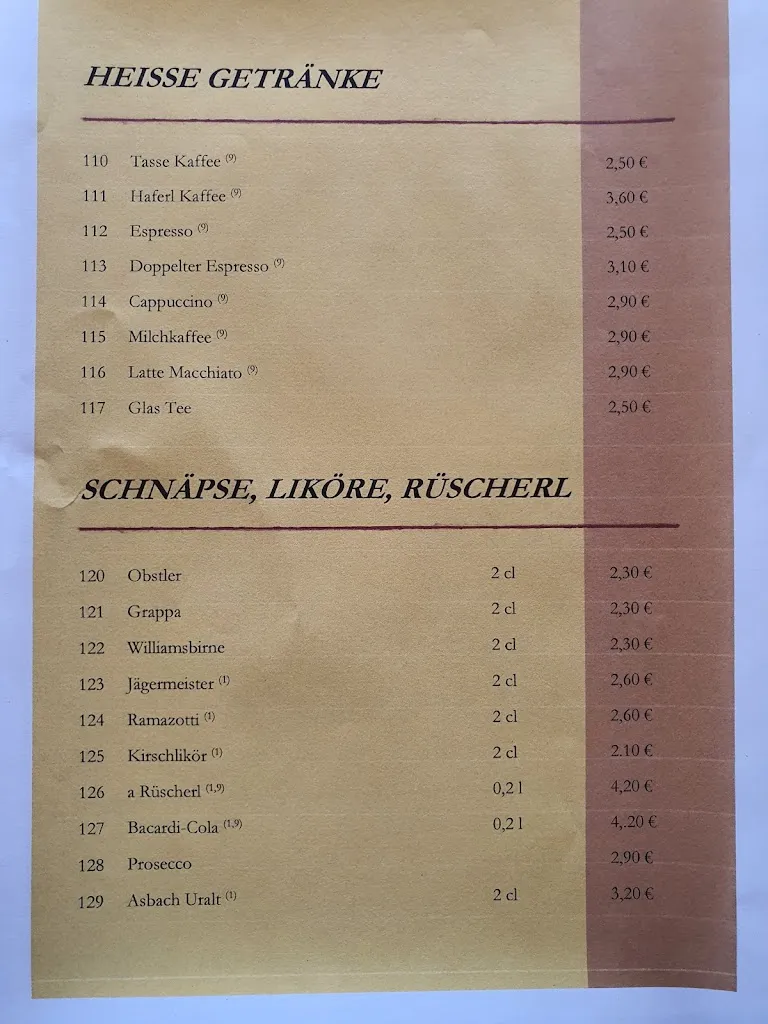 HEISSE GETRÄNKE
110 Tasse Kaffee (9) 2,50 €
111 Haferl Kaffee (9) 3,60 €
112 Espresso (9) 2,50 €
113 Doppelter Espresso (9) 3,10 €
114 Cappuccino (9) 2,90 €
115 Milchkaffee (9) 2,90 €
116 Latte Macchiato (9) 2,90 €
117 Glas Tee 2,50 €
SCHNÄPSE, LIKÖRE, RÜSCHERL
120 Obstler 2 cl 2,30 €
121 Grappa 2 cl 2,30 €
122 Williamsbirne 2 cl 2,30 €
123 Jägermeister (1) 2 cl 2,60 €
124 Ramazotti (1) 2 cl 2,60 €
125 Kirschlikör (1) 2 cl 2.10 €
126 a Rüscherl (1,9) 0,2 l 4,20 €
127 Bacardi-Cola (1,9) 0,2 l 4,.20 €
128 Prosecco 2,90 €
129 Asbach Uralt (1) 2 cl 3,20 €